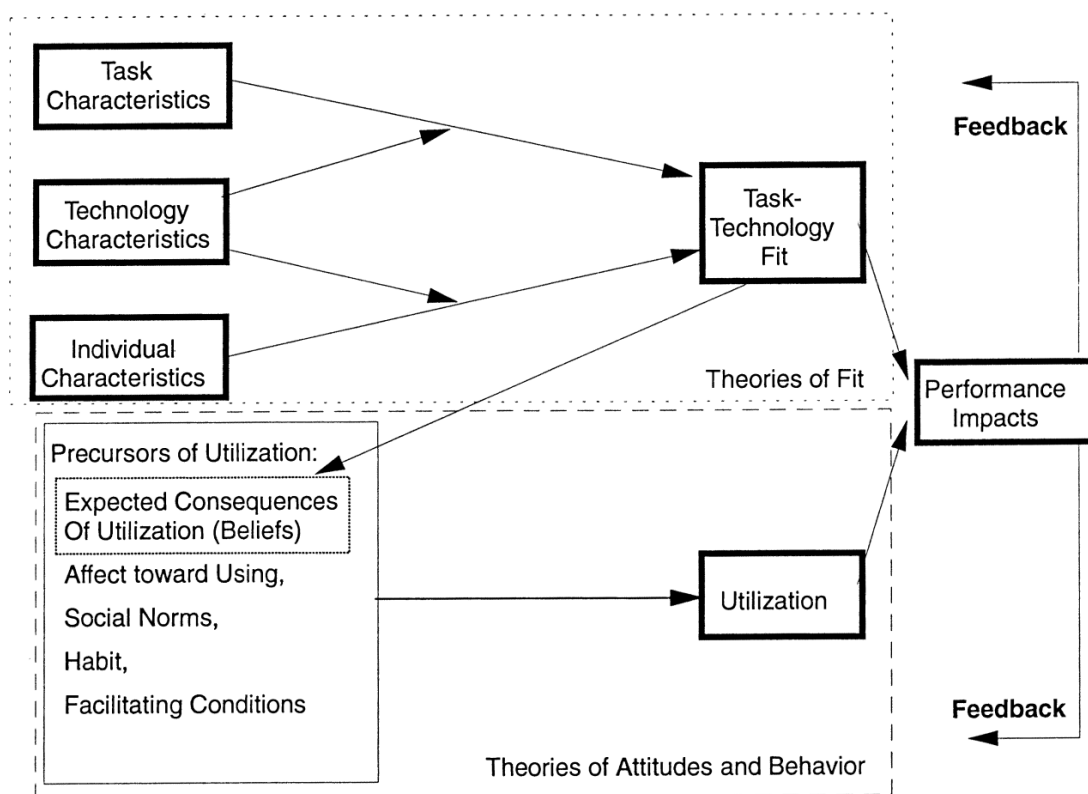 Task
Characteristics
Technology
Characteristics
Individual
Characteristics
Task-
Technology
Fit
Theories of Fit
Feedback
Performance
Impacts
Precursors of Utilization:
Expected Consequences
Of Utilization (Beliefs)
Affect toward Using,
Social Norms,
Habit,
Facilitating Conditions
Utilization
Theories of Attitudes and Behavior
Feedback